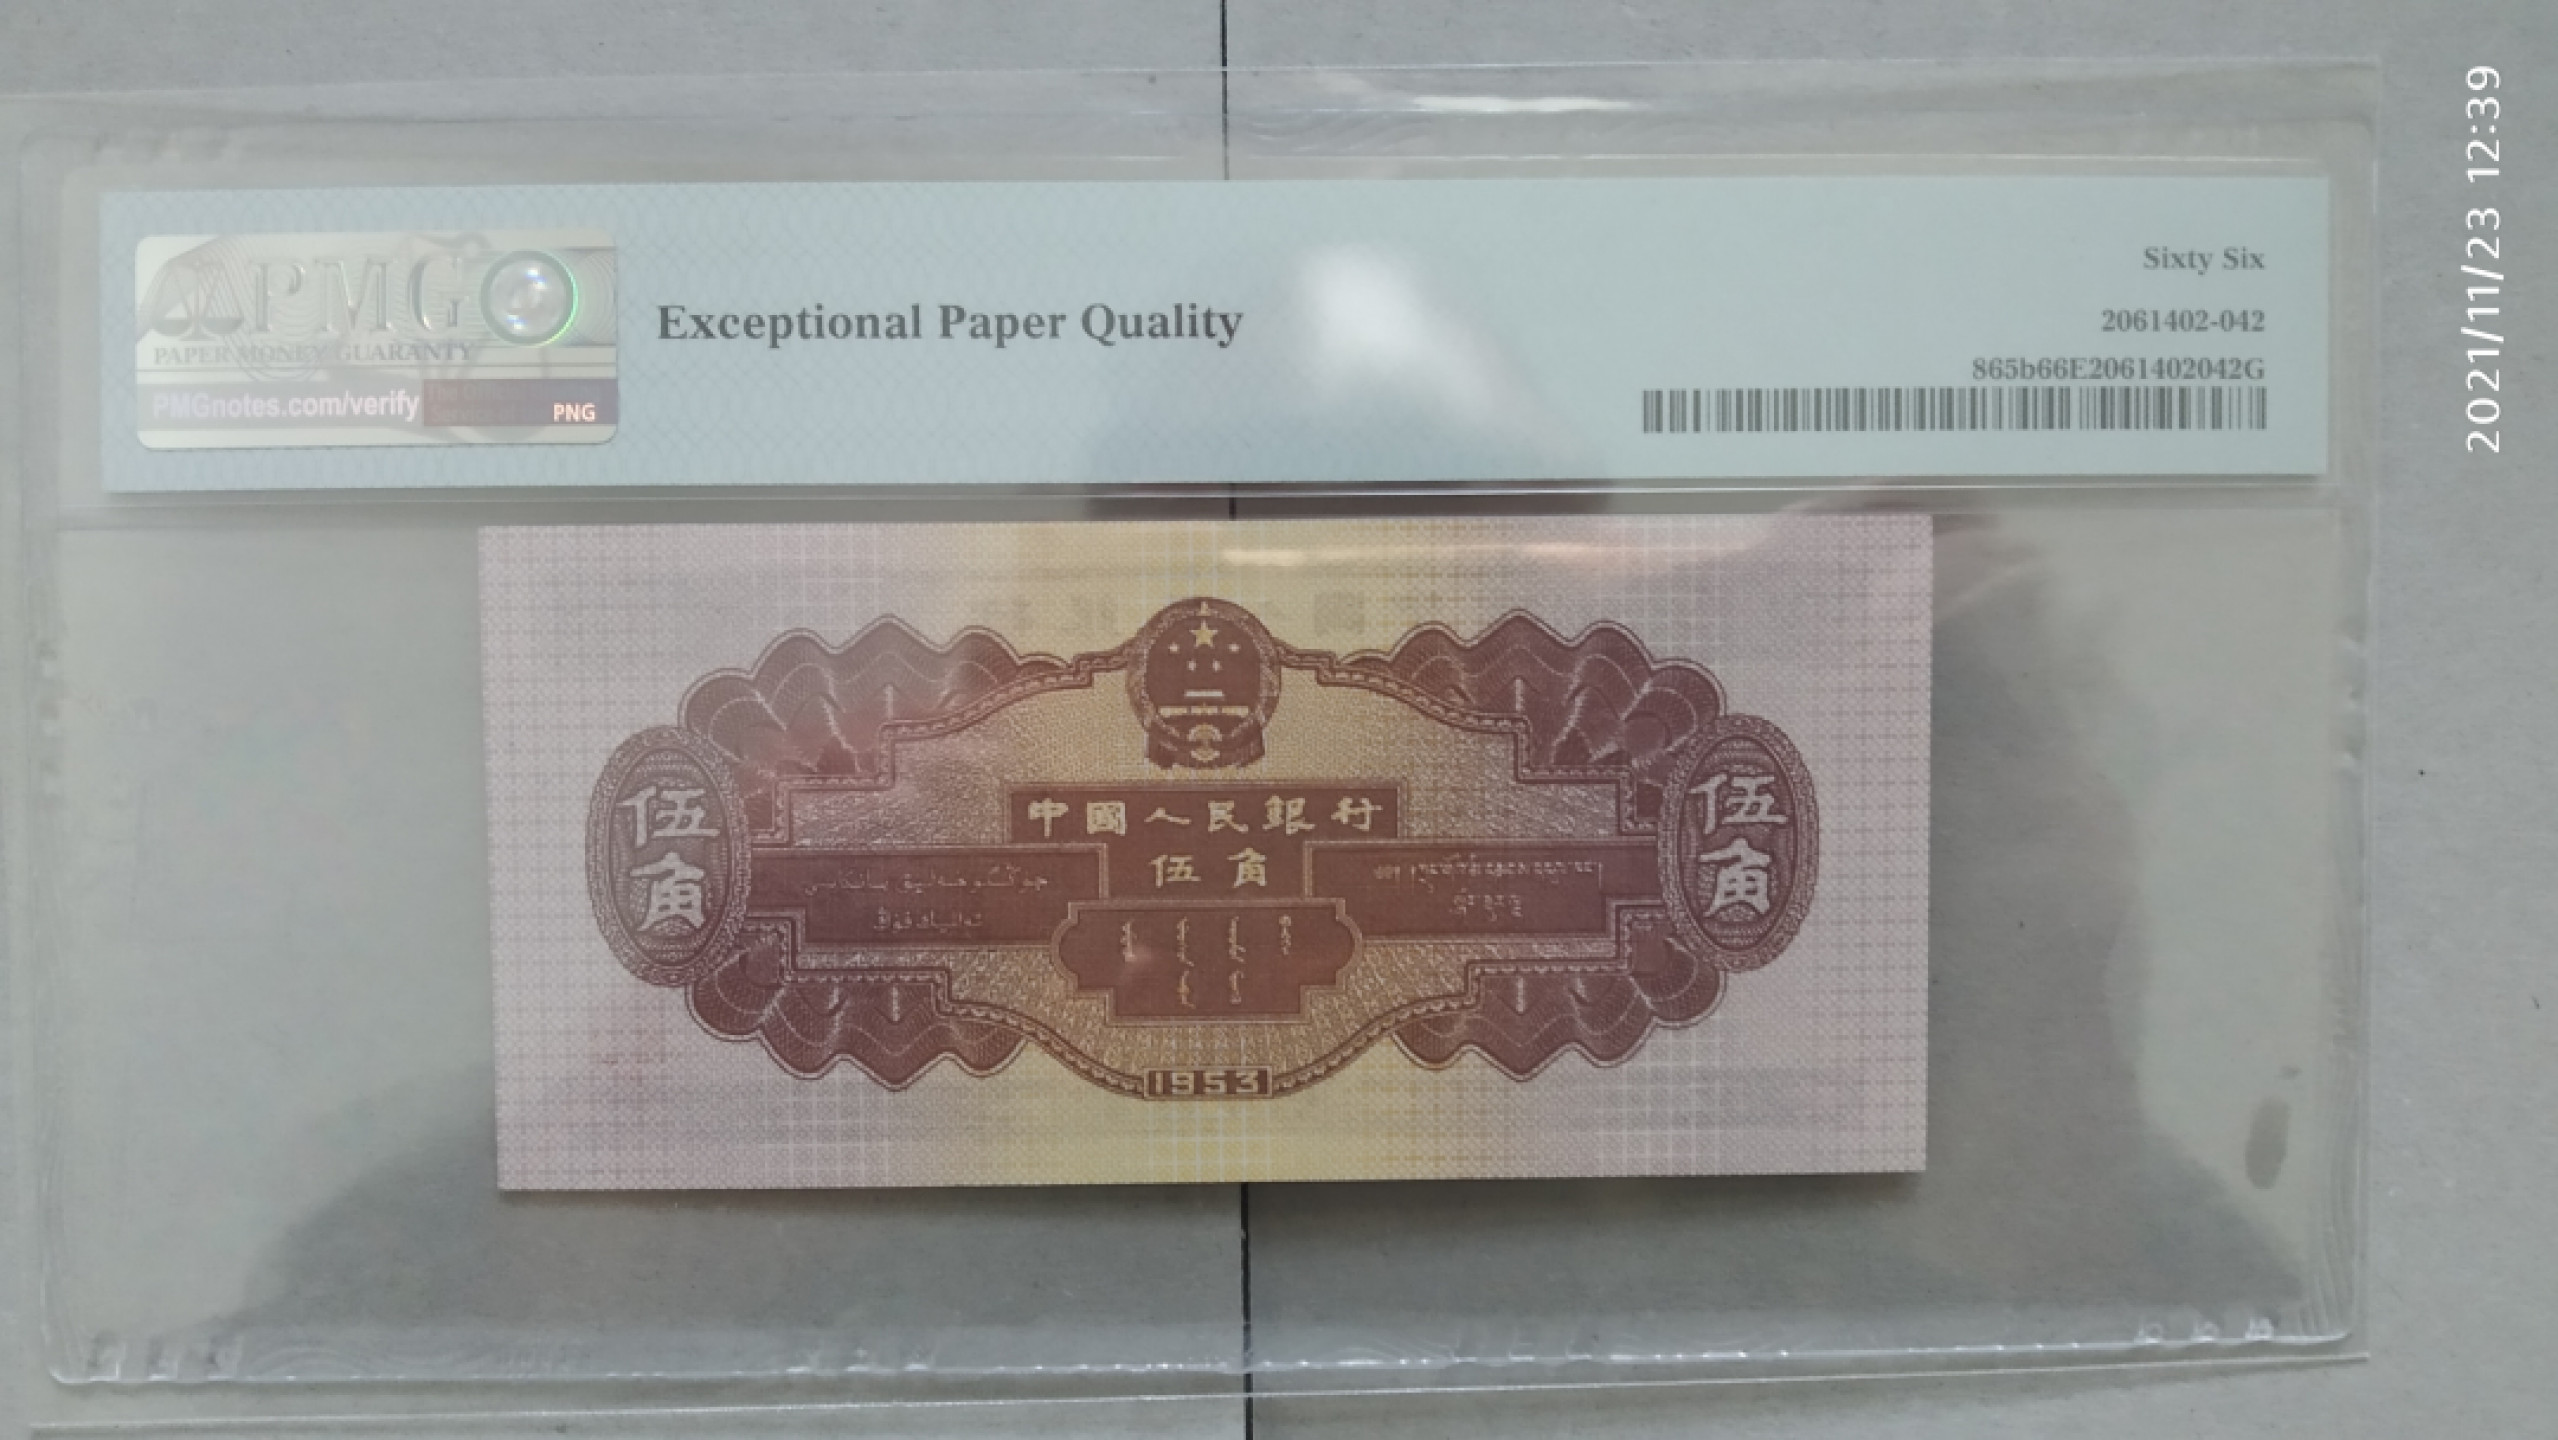 PMG
PAPER MONEY GUARANTY
PMGnotes.com/verify
PNG
Exceptional Paper Quality
Sixty Six
2061402-042
865b66E2061402042G
2021/11/23 12:39
中國人民銀行
伍角
伍角
伍角
1953